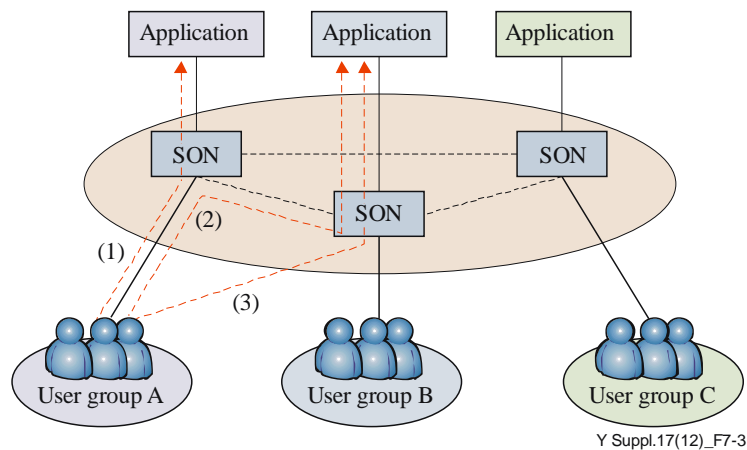 Application
Application
Application
SON
SON
SON
(1)
(2)
(3)
User group A
User group B
User group C
Y Suppl.17(12)_F7-3